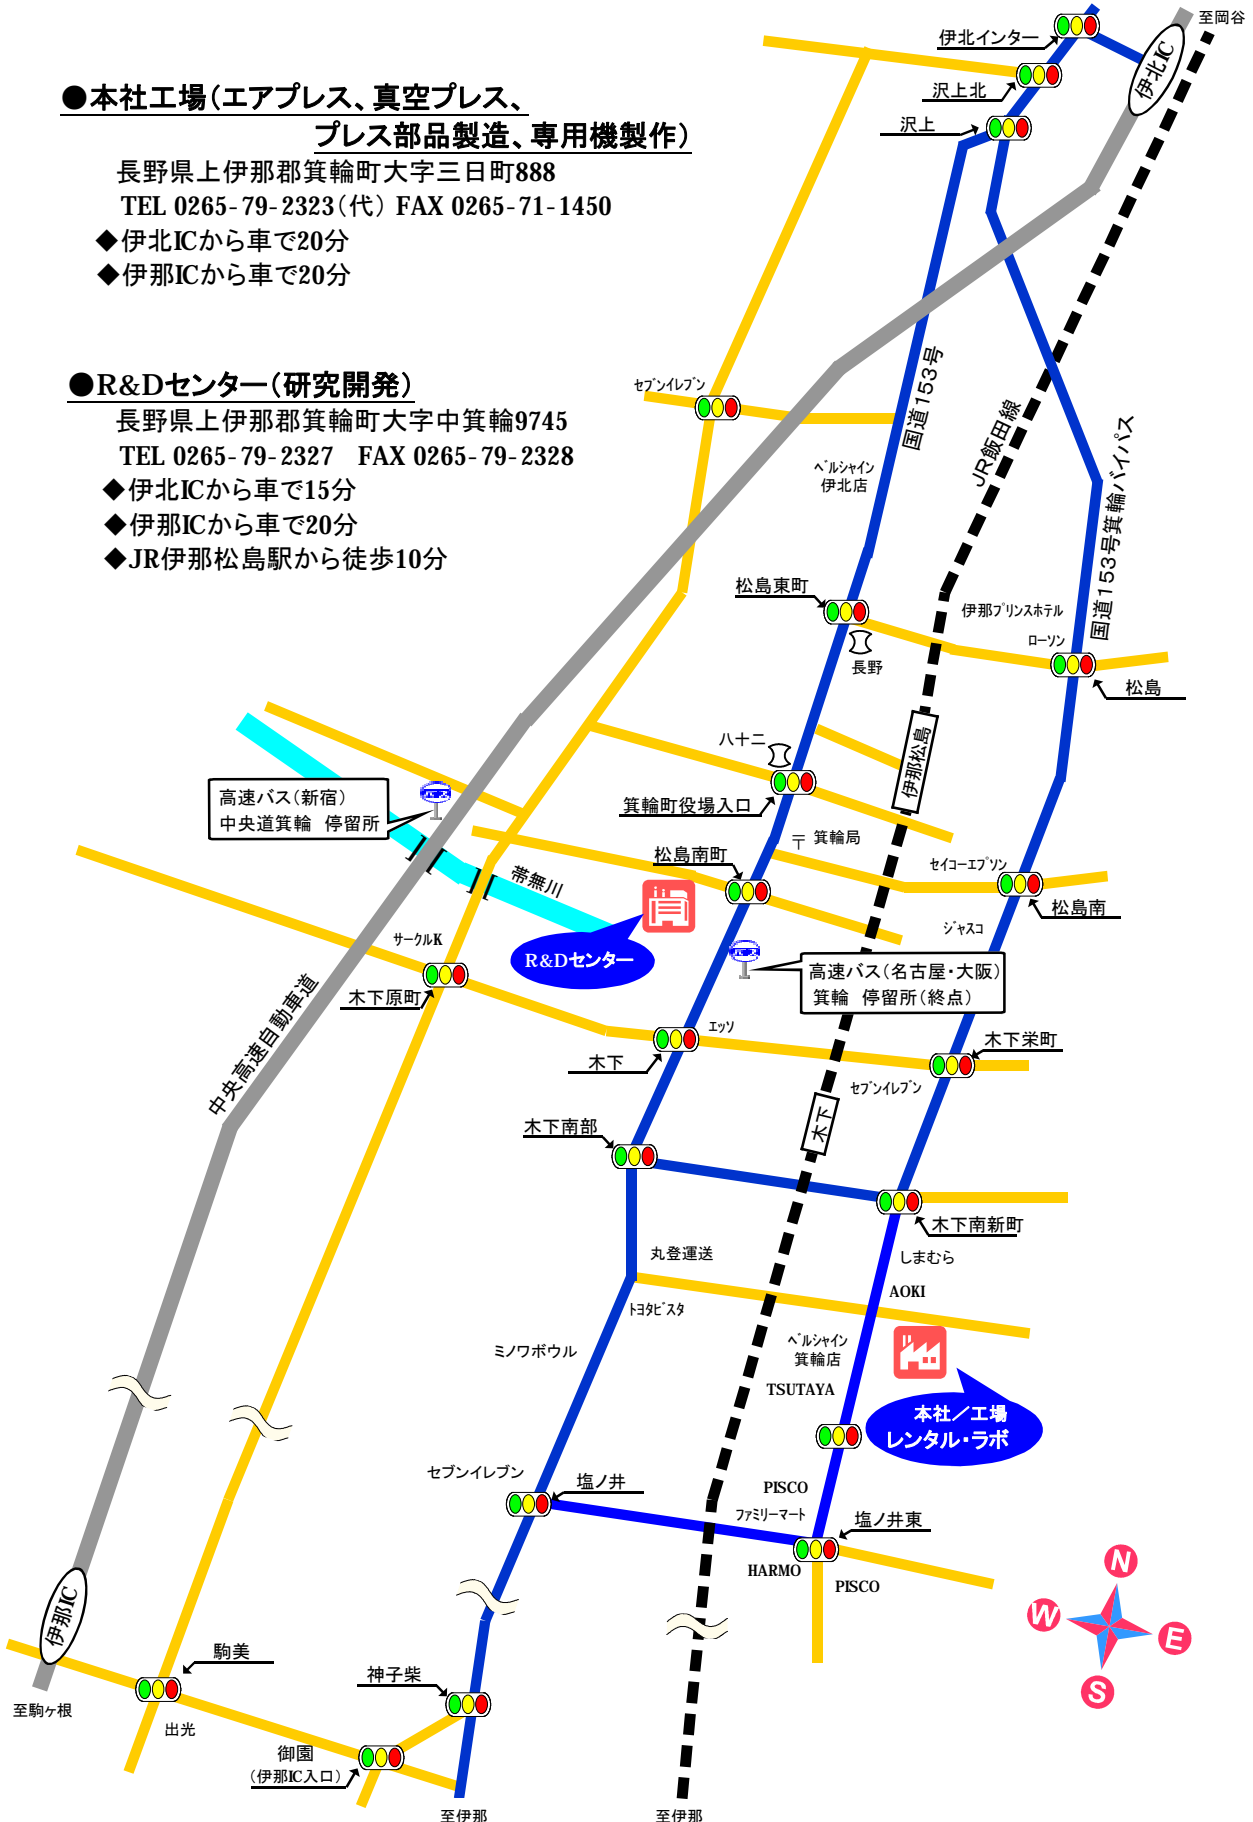 ●本社工場(エアプレス、真空プレス、
プレス部品製造、専用機製作)
長野県上伊那郡箕輪町大字三日町888
TEL 0265-79-2323(代) FAX 0265-71-1450
◆伊北ICから車で20分
◆伊那ICから車で20分
●R&Dセンター(研究開発)
長野県上伊那郡箕輪町大字中箕輪9745
TEL 0265-79-2327 FAX 0265-79-2328
◆伊北ICから車で15分
◆伊那ICから車で20分
◆JR伊那松島駅から徒歩10分
至岡谷
伊北インター
伊北IC
沢上北
沢上
国道153号
セブンイレブン
JR飯田線
国道153号箕輪バイパス
ベルシャイン
伊北店
松島東町
伊那プリンスホテル
ローソン
長野
松島
伊那松島
八十二
箕輪町役場入口
高速バス(新宿)
中央道箕輪 停留所
バス
〒 箕輪局
松島南町
セイコーエプソン
帯無川
松島南
ジャスコ
サークルK
R&Dセンター
バス
高速バス(名古屋・大阪)
箕輪 停留所(終点)
木下原町
中央高速自動車道
エッソ
木下
木下栄町
セブンイレブン
木下
木下南部
木下南新町
丸登運送
しまむら
AOKI
トヨタビスタ
ミノワボウル
ベルシャイン
箕輪店
TSUTAYA
本社/工場
レンタル・ラボ
セブンイレブン
塩ノ井
PISCO
ファミリーマート
塩ノ井東
HARMO
PISCO
N
W
E
S
伊那IC
駒美
神子柴
至駒ヶ根
出光
御園
(伊那IC入口)
至伊那
至伊那